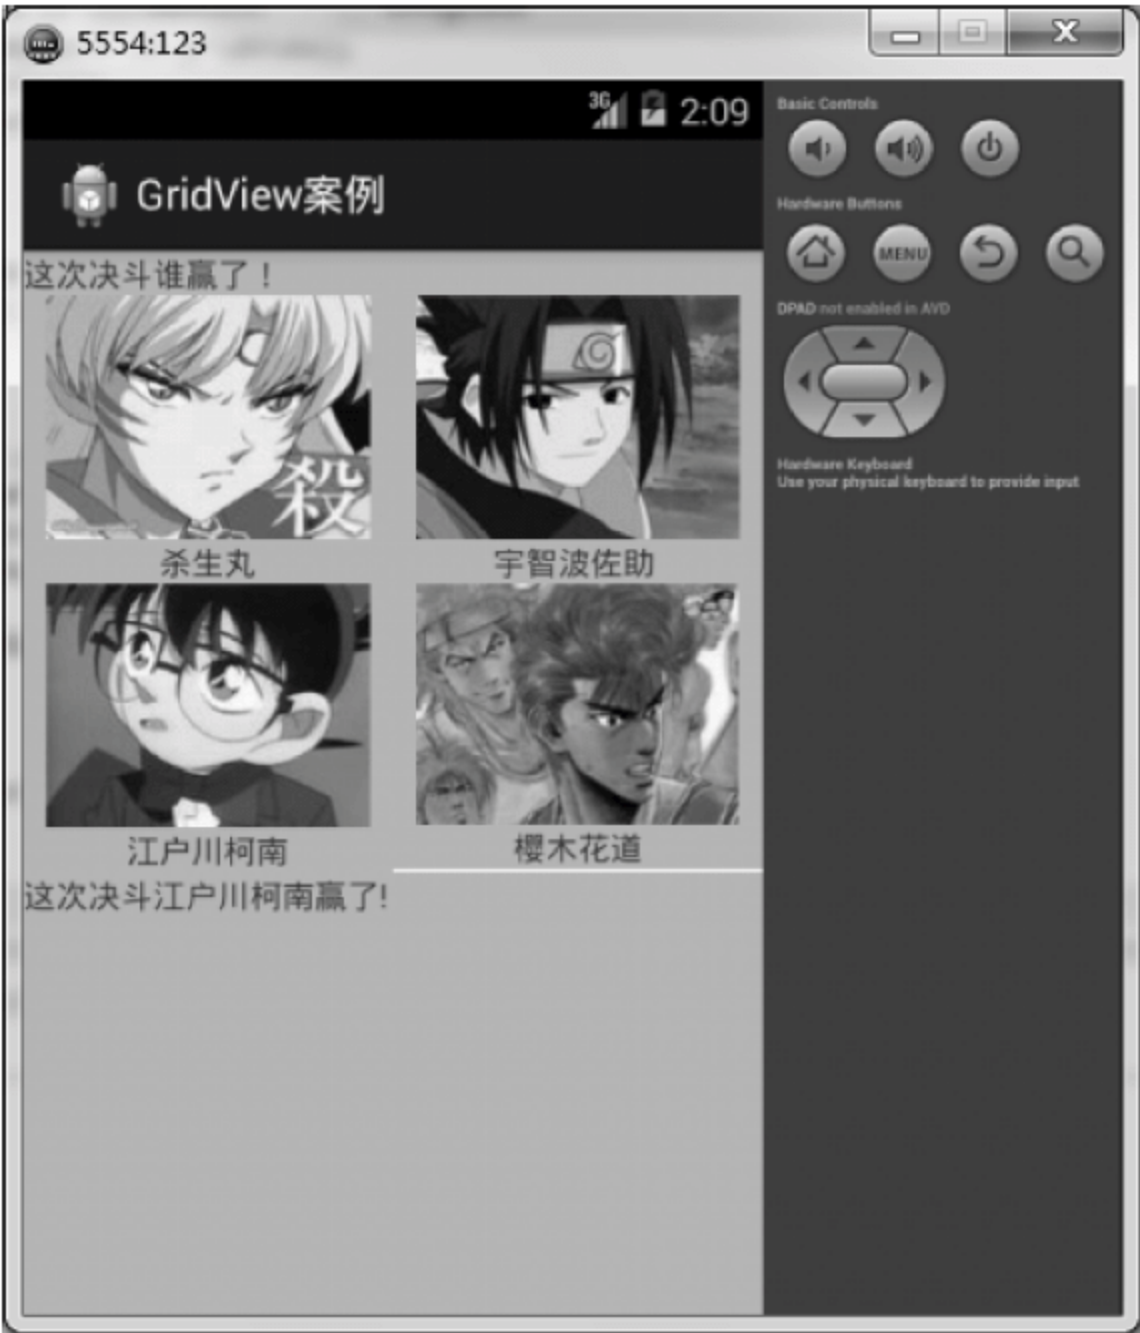 5554:123
3G 2:09
GridView案例
这次决斗谁赢了！
殺
杀生丸
宇智波佐助
江户川柯南
樱木花道
这次决斗江户川柯南赢了!
Basic Controls
Hardware Buttons
MENU
DPAD not enabled in AVD
Hardware Keyboard
Use your physical keyboard to provide input